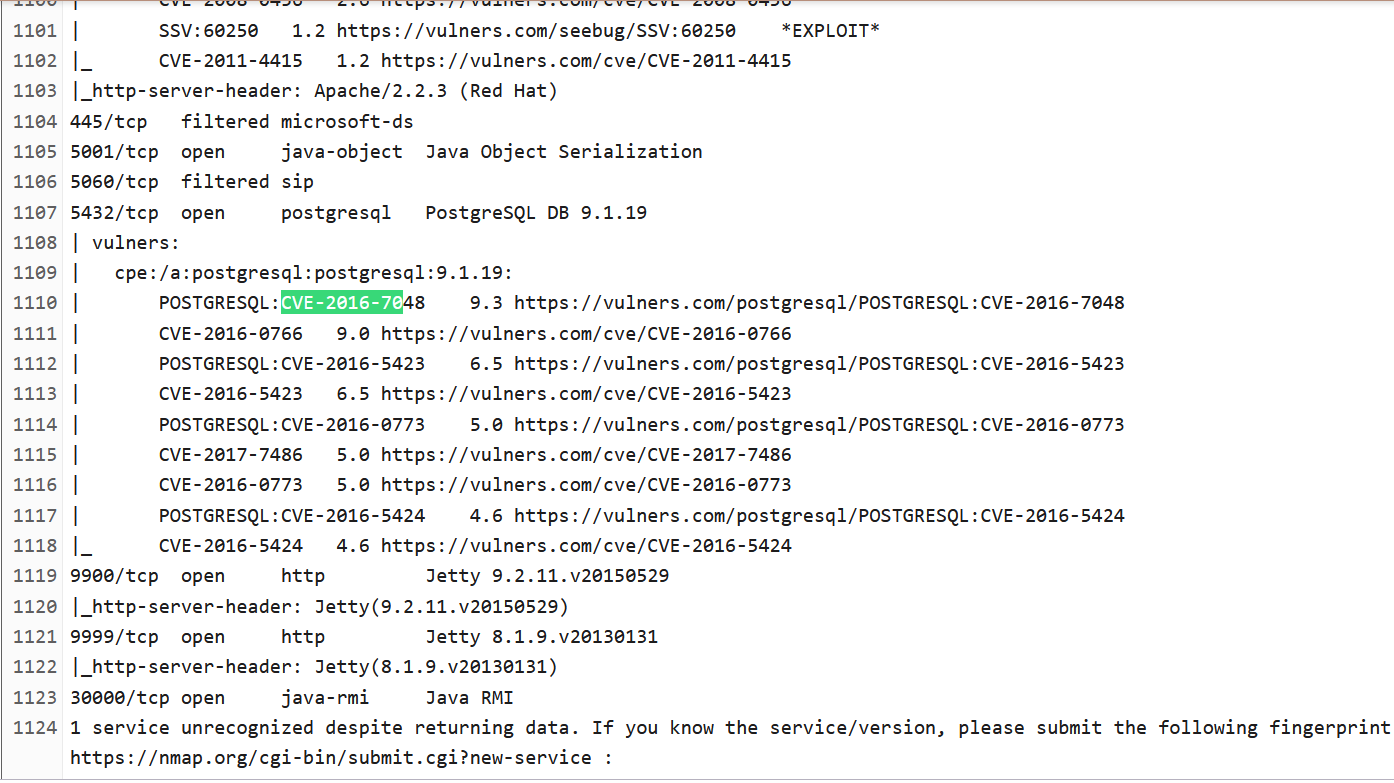 1100 |       CVE-2008-0456   2.6 https://vulners.com/cve/CVE-2008-0456
1101 |       SSV:60250   1.2 https://vulners.com/seebug/SSV:60250    *EXPLOIT*
1102 |_      CVE-2011-4415   1.2 https://vulners.com/cve/CVE-2011-4415
1103 |_http-server-header: Apache/2.2.3 (Red Hat)
1104 445/tcp   filtered microsoft-ds
1105 5001/tcp  open     java-object  Java Object Serialization
1106 5060/tcp  filtered sip
1107 5432/tcp  open     postgresql   PostgreSQL DB 9.1.19
1108 | vulners:
1109 |   cpe:/a:postgresql:postgresql:9.1.19:
1110 |       POSTGRESQL:CVE-2016-7048    9.3 https://vulners.com/postgresql/POSTGRESQL:CVE-2016-7048
1111 |       CVE-2016-0766   9.0 https://vulners.com/cve/CVE-2016-0766
1112 |       POSTGRESQL:CVE-2016-5423    6.5 https://vulners.com/postgresql/POSTGRESQL:CVE-2016-5423
1113 |       CVE-2016-5423   6.5 https://vulners.com/cve/CVE-2016-5423
1114 |       POSTGRESQL:CVE-2016-0773    5.0 https://vulners.com/postgresql/POSTGRESQL:CVE-2016-0773
1115 |       CVE-2017-7486   5.0 https://vulners.com/cve/CVE-2017-7486
1116 |       CVE-2016-0773   5.0 https://vulners.com/cve/CVE-2016-0773
1117 |       POSTGRESQL:CVE-2016-5424    4.6 https://vulners.com/postgresql/POSTGRESQL:CVE-2016-5424
1118 |_      CVE-2016-5424   4.6 https://vulners.com/cve/CVE-2016-5424
1119 9900/tcp  open     http         Jetty 9.2.11.v20150529
1120 |_http-server-header: Jetty(9.2.11.v20150529)
1121 9999/tcp  open     http         Jetty 8.1.9.v20130131
1122 |_http-server-header: Jetty(8.1.9.v20130131)
1123 30000/tcp open     java-rmi     Java RMI
1124 1 service unrecognized despite returning data. If you know the service/version, please submit the following fingerprint
https://nmap.org/cgi-bin/submit.cgi?new-service :